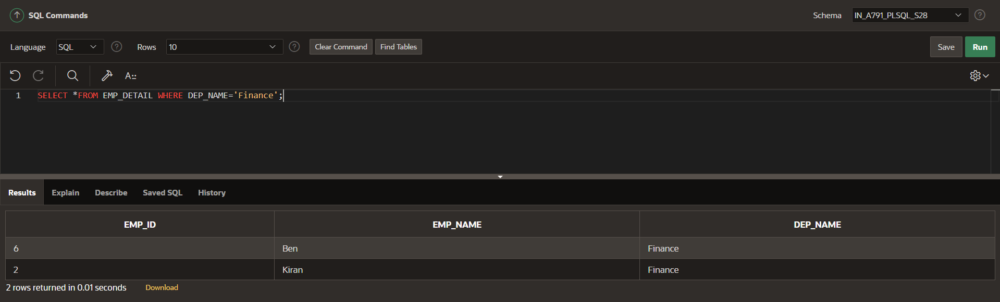 SQL Commands Schema IN_A791_PLSQL_S28 ?
Language SQL ? Rows 10 ? Clear Command Find Tables Save Run
A::
1 SELECT *FROM EMP_DETAIL WHERE DEP_NAME='Finance';
Results Explain Describe Saved SQL History
EMP_ID EMP_NAME DEP_NAME
6 Ben Finance
2 Kiran Finance
2 rows returned in 0.01 seconds Download